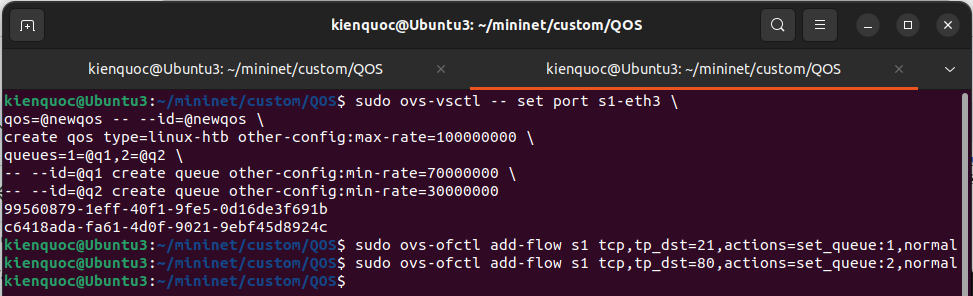 kienquoc@Ubuntu3: ~/mininet/custom/QOS
kienquoc@Ubuntu3: ~/mininet/custom/QOS
kienquoc@Ubuntu3: ~/mininet/custom/QOS
kienquoc@Ubuntu3:~/mininet/custom/QOS$ sudo ovs-vsctl -- set port s1-eth3 \
qos=@newqos -- --id=@newqos \
create qos type=linux-htb other-config:max-rate=100000000 \
queues=1=@q1,2=@q2 \
-- --id=@q1 create queue other-config:min-rate=70000000 \
-- --id=@q2 create queue other-config:min-rate=30000000
99560879-1eff-40f1-9fe5-0d16de3f691b
c6418ada-fa61-4d0f-9021-9ebf45d8924c
kienquoc@Ubuntu3:~/mininet/custom/QOS$ sudo ovs-ofctl add-flow s1 tcp,tp_dst=21,actions=set_queue:1,normal
kienquoc@Ubuntu3:~/mininet/custom/QOS$ sudo ovs-ofctl add-flow s1 tcp,tp_dst=80,actions=set_queue:2,normal
kienquoc@Ubuntu3:~/mininet/custom/QOS$